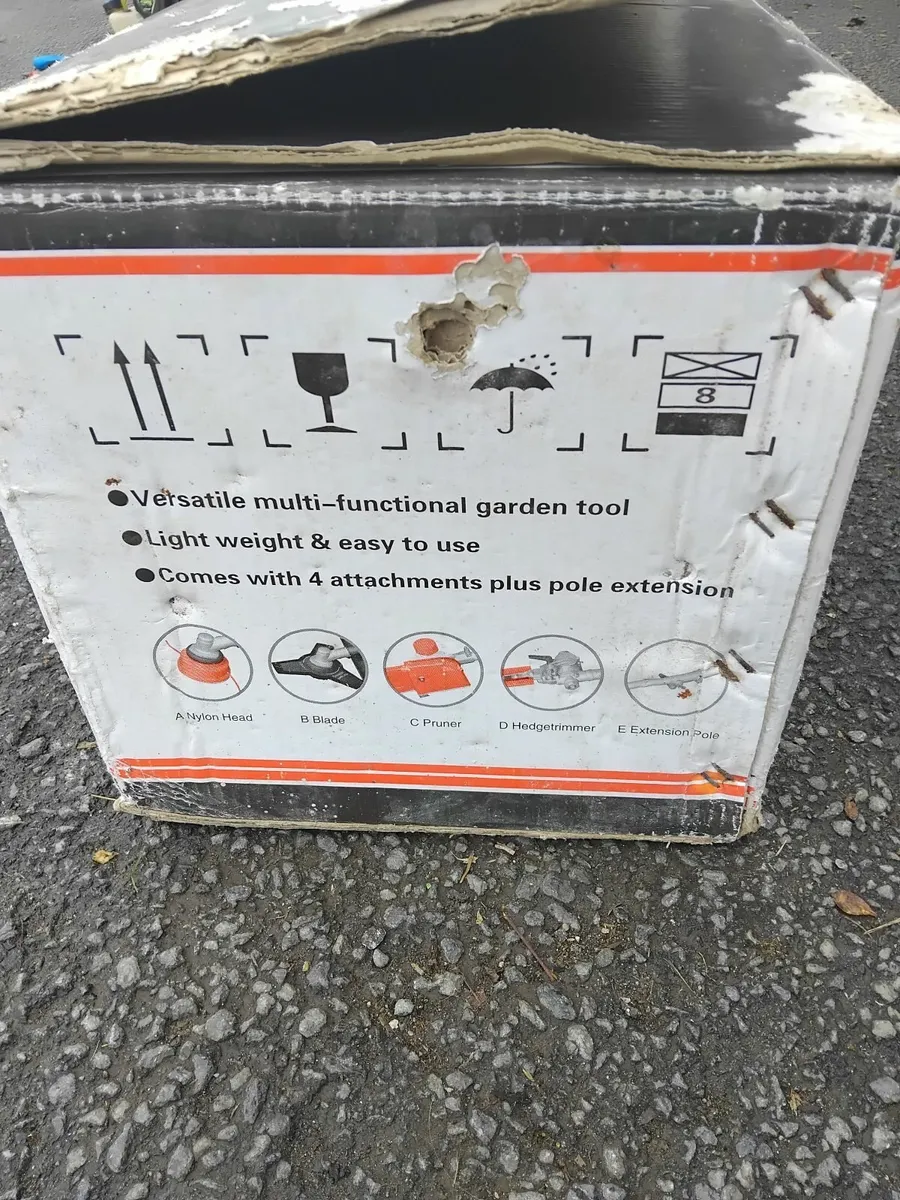 8
●Versatile multi-functional garden tool
●Light weight & easy to use
●Comes with 4 attachments plus pole extension
A Nylon Head B Blade C Pruner D Hedgetrimmer E Extension Pole